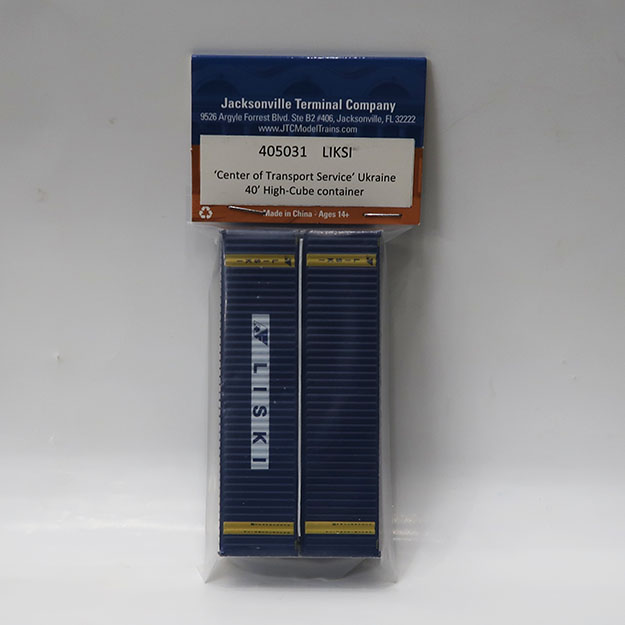 Jacksonville Terminal Company
9526 Argyle Forrest Blvd. Ste B2 #406, Jacksonville, FL 32222
www.JTCModelTrains.com
405031 LIKSI
‘Center of Transport Service’ Ukraine
40’ High-Cube container
Made in China - Ages 14+
LISKI